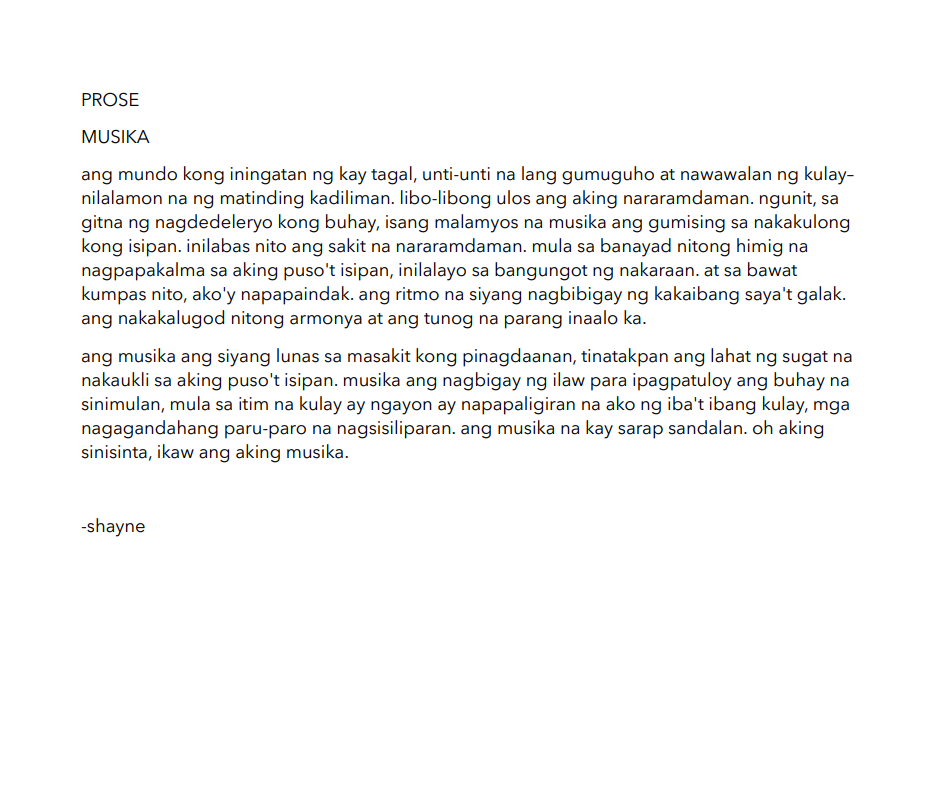 PROSE
MUSIKA
ang mundo kong iningatan ng kay tagal, unti-unti na lang gumuguho at nawawalan ng kulay–
nilalamon na ng matinding kadiliman. libo-libong ulos ang aking nararamdaman. ngunit, sa
gitna ng nagdedeleryo kong buhay, isang malamyos na musika ang gumising sa nakakulong
kong isipan. inilabas nito ang sakit na nararamdaman. mula sa banayad nitong himig na
nagpapakalma sa aking puso't isipan, inilalayo sa bangungot ng nakaraan. at sa bawat
kumpas nito, ako'y napapaindak. ang ritmo na siyang nagbibigay ng kakaibang saya't galak.
ang nakakalugod nitong armonya at ang tunog na parang inaalo ka.
ang musika ang siyang lunas sa masakit kong pinagdaanan, tinatakpan ang lahat ng sugat na
nakaukli sa aking puso't isipan. musika ang nagbigay ng ilaw para ipagpatuloy ang buhay na
sinimulan, mula sa itim na kulay ay ngayon ay napapaligiran na ako ng iba't ibang kulay, mga
nagagandahang paru-paro na nagsisiliparan. ang musika na kay sarap sandalan. oh aking
sinisinta, ikaw ang aking musika.
-shayne